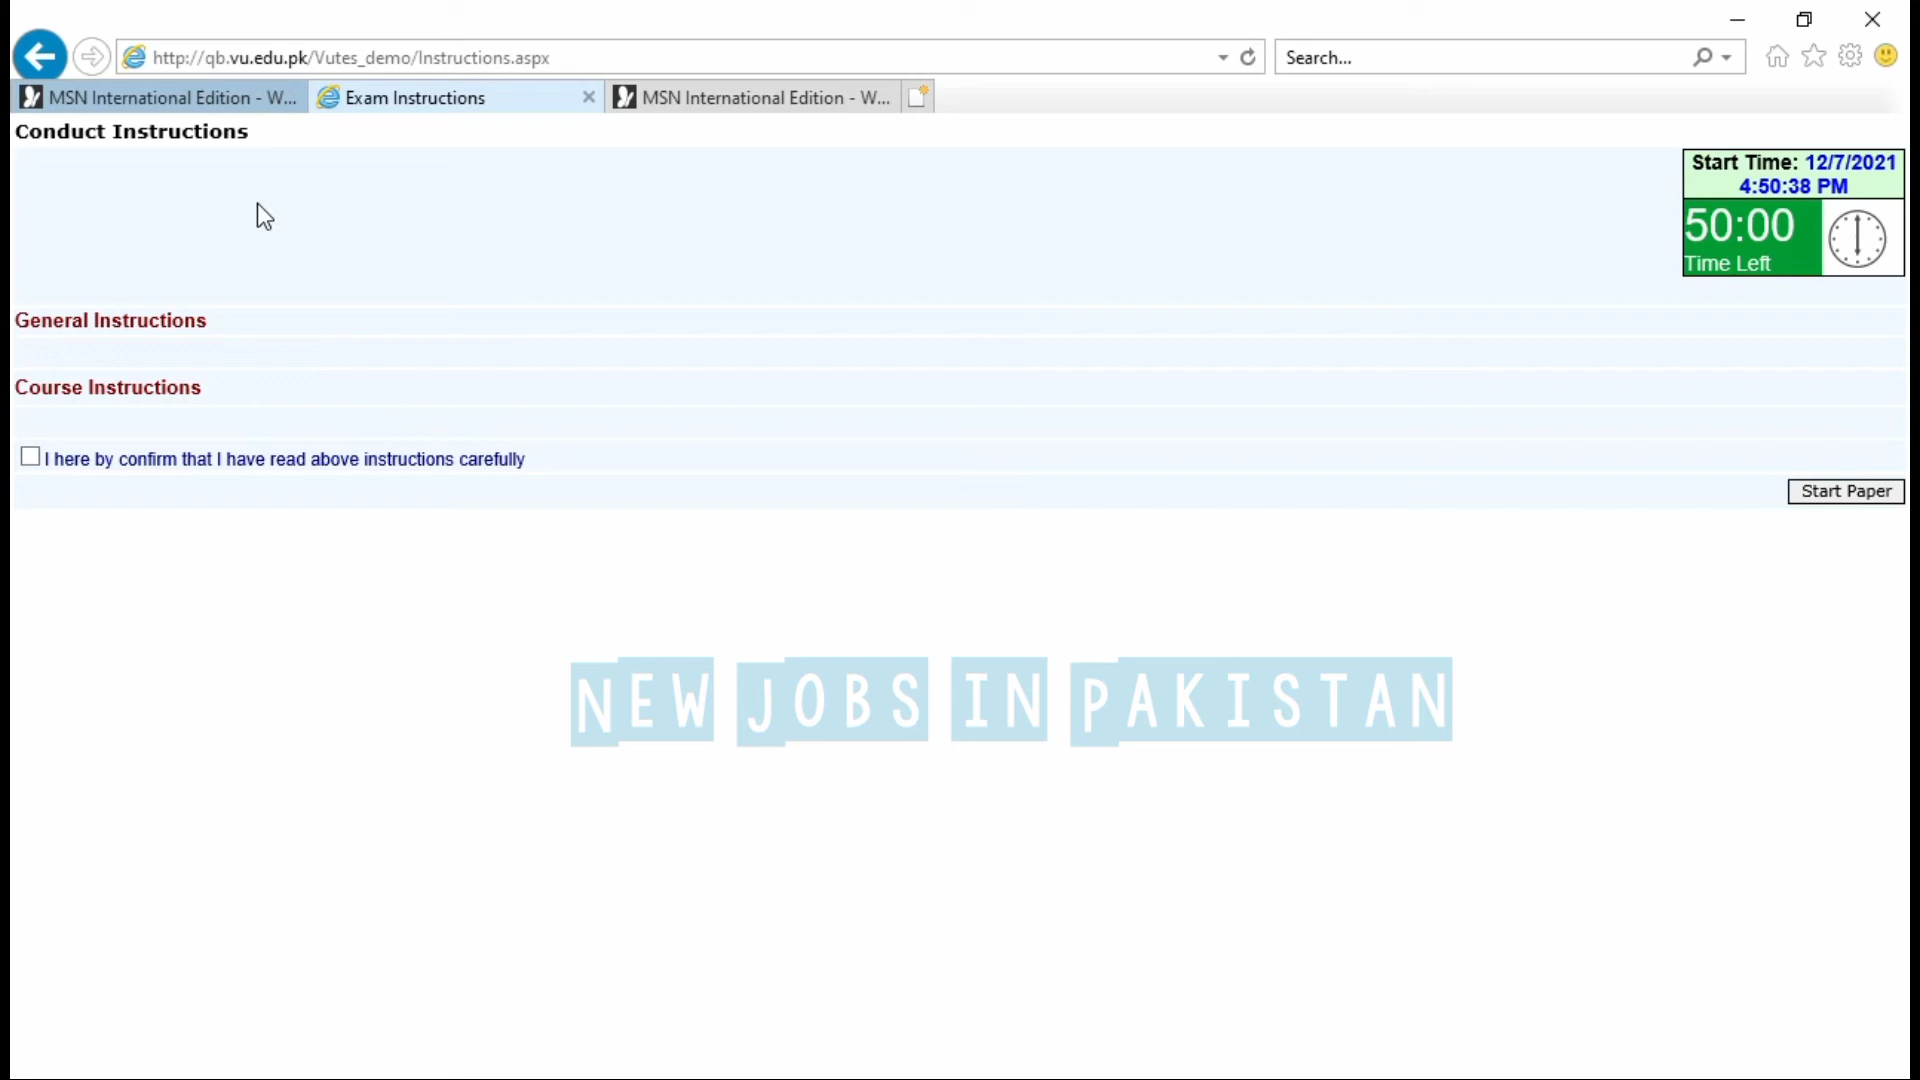 http://qb.vu.edu.pk/Vutes_demo/Instructions.aspx
Search...
MSN International Edition - W...
Exam Instructions
MSN International Edition - W...
Conduct Instructions
Start Time: 12/7/2021
4:50:38 PM
50:00
Time Left
General Instructions
Course Instructions
I here by confirm that I have read above instructions carefully
Start Paper
NEW JOBS IN PAKISTAN